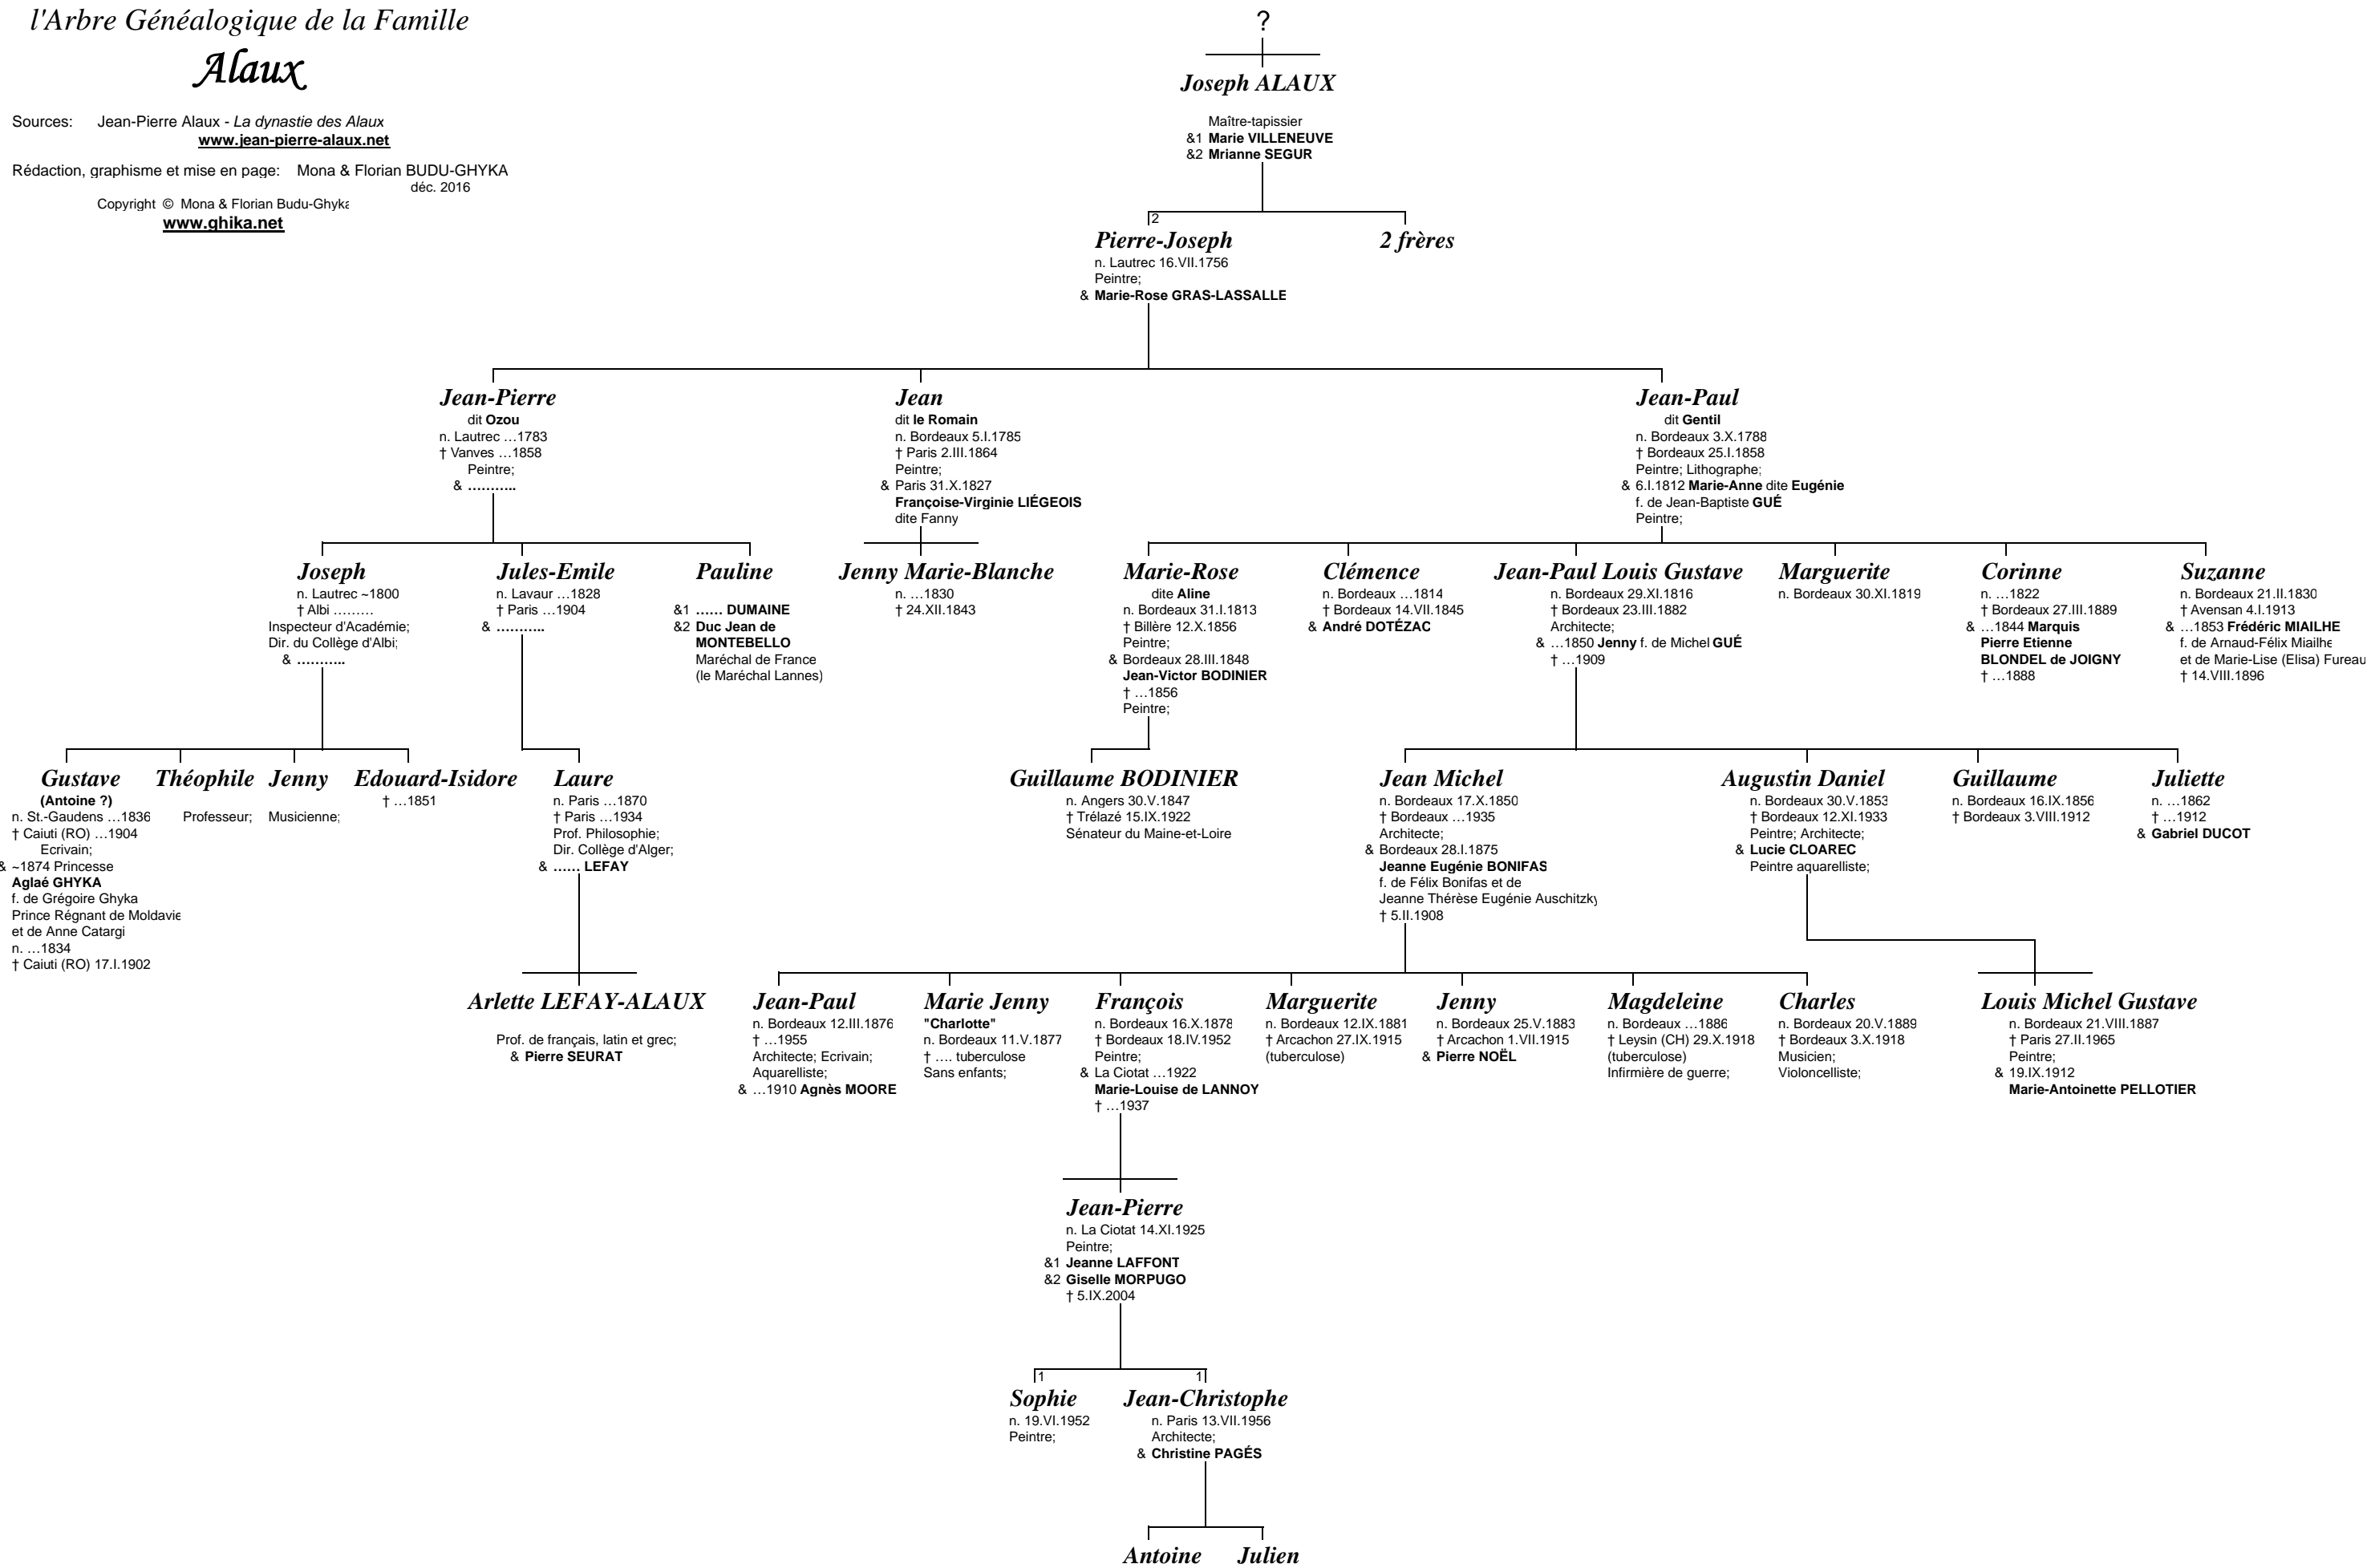 l'Arbre Généalogique de la Famille
Alaux
Sources: Jean-Pierre Alaux - La dynastie des Alaux
www.jean-pierre-alaux.net
Rédaction, graphisme et mise en page: Mona & Florian BUDU-GHYKA
déc. 2016
Copyright © Mona & Florian Budu-Ghyka
www.ghika.net
?
Joseph ALAUX
Maître-tapissier
&1 Marie VILLENEUVE
&2 Mrianne SEGUR
2
Pierre-Joseph
n. Lautrec 16.VII.1756
Peintre;
& Marie-Rose GRAS-LASSALLE
2 frères
Jean-Pierre
dit Ozou
n. Lautrec …1783
† Vanves …1858
Peintre;
& ………..
Jean
dit le Romain
n. Bordeaux 5.I.1785
† Paris 2.III.1864
Peintre;
& Paris 31.X.1827
Françoise-Virginie LIÉGEOIS
dite Fanny
Jean-Paul
dit Gentil
n. Bordeaux 3.X.1788
† Bordeaux 25.I.1858
Peintre; Lithographe;
& 6.I.1812 Marie-Anne dite Eugénie
f. de Jean-Baptiste GUÉ
Peintre;
Joseph
n. Lautrec ~1800
† Albi ………
Inspecteur d'Académie;
Dir. du Collège d'Albi;
& ………..
Jules-Emile
n. Lavaur …1828
† Paris …1904
& ………..
Pauline
&1 …… DUMAINE
&2 Duc Jean de
MONTEBELLO
Maréchal de France
(le Maréchal Lannes)
Jenny Marie-Blanche
n. …1830
† 24.XII.1843
Marie-Rose
dite Aline
n. Bordeaux 31.I.1813
† Billère 12.X.1856
Peintre;
& Bordeaux 28.III.1848
Jean-Victor BODINIER
† …1856
Peintre;
Clémence
n. Bordeaux …1814
† Bordeaux 14.VII.1845
& André DOTÉZAC
Jean-Paul Louis Gustave
n. Bordeaux 29.XI.1816
† Bordeaux 23.III.1882
Architecte;
& …1850 Jenny f. de Michel GUÉ
† …1909
Marguerite
n. Bordeaux 30.XI.1819
Corinne
n. …1822
† Bordeaux 27.III.1889
& …1844 Marquis
Pierre Etienne
BLONDEL de JOIGNY
† …1888
Suzanne
n. Bordeaux 21.II.1830
† Avensan 4.I.1913
& …1853 Frédéric MIAILHE
f. de Arnaud-Félix Miailhe
et de Marie-Lise (Elisa) Fureau
† 14.VIII.1896
Gustave
(Antoine ?)
n. St.-Gaudens …1836
† Caiuti (RO) …1904
Ecrivain;
& ~1874 Princesse
Aglaé GHYKA
f. de Grégoire Ghyka
Prince Régnant de Moldavie
et de Anne Catargi
n. …1834
† Caiuti (RO) 17.I.1902
Théophile
Professeur;
Jenny
Musicienne;
Edouard-Isidore
† …1851
Laure
n. Paris …1870
† Paris …1934
Prof. Philosophie;
Dir. Collège d'Alger;
& …… LEFAY
Guillaume BODINIER
n. Angers 30.V.1847
† Trélazé 15.IX.1922
Sénateur du Maine-et-Loire
Jean Michel
n. Bordeaux 17.X.1850
† Bordeaux …1935
Architecte;
& Bordeaux 28.I.1875
Jeanne Eugénie BONIFAS
f. de Félix Bonifas et de
Jeanne Thérèse Eugénie Auschitzky
† 5.II.1908
Augustin Daniel
n. Bordeaux 30.V.1853
† Bordeaux 12.XI.1933
Peintre; Architecte;
& Lucie CLOAREC
Peintre aquarelliste;
Guillaume
n. Bordeaux 16.IX.1856
† Bordeaux 3.VIII.1912
Juliette
n. …1862
† …1912
& Gabriel DUCOT
Arlette LEFAY-ALAUX
Prof. de français, latin et grec;
& Pierre SEURAT
Jean-Paul
n. Bordeaux 12.III.1876
† …1955
Architecte; Ecrivain;
Aquarelliste;
& …1910 Agnès MOORE
Marie Jenny
"Charlotte"
n. Bordeaux 11.V.1877
† …. tuberculose
Sans enfants;
François
n. Bordeaux 16.X.1878
† Bordeaux 18.IV.1952
Peintre;
& La Ciotat …1922
Marie-Louise de LANNOY
† …1937
Marguerite
n. Bordeaux 12.IX.1881
† Arcachon 27.IX.1915
(tuberculose)
Jenny
n. Bordeaux 25.V.1883
† Arcachon 1.VII.1915
& Pierre NOËL
Magdeleine
n. Bordeaux …1886
† Leysin (CH) 29.X.1918
(tuberculose)
Infirmière de guerre;
Charles
n. Bordeaux 20.V.1889
† Bordeaux 3.X.1918
Musicien;
Violoncelliste;
Louis Michel Gustave
n. Bordeaux 21.VIII.1887
† Paris 27.II.1965
Peintre;
& 19.IX.1912
Marie-Antoinette PELLOTIER
Jean-Pierre
n. La Ciotat 14.XI.1925
Peintre;
&1 Jeanne LAFFONT
&2 Giselle MORPUGO
† 5.IX.2004
1
Sophie
n. 19.VI.1952
Peintre;
1
Jean-Christophe
n. Paris 13.VII.1956
Architecte;
& Christine PAGÉS
Antoine
Julien